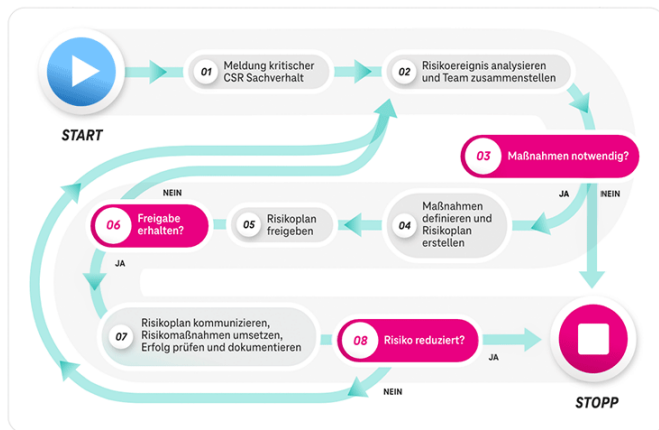 START
01
Meldung kritischer
CSR Sachverhalt
02
Risikoereignis analysieren
und Team zusammenstellen
03
Maßnahmen notwendig?
JA
NEIN
04
Maßnahmen
definieren und
Risikoplan
erstellen
05
Risikoplan
freigeben
NEIN
06
Freigabe
erhalten?
JA
07
Risikoplan kommunizieren,
Risikomaßnahmen umsetzen,
Erfolg prüfen und dokumentieren
08
Risiko reduziert?
JA
NEIN
STOPP